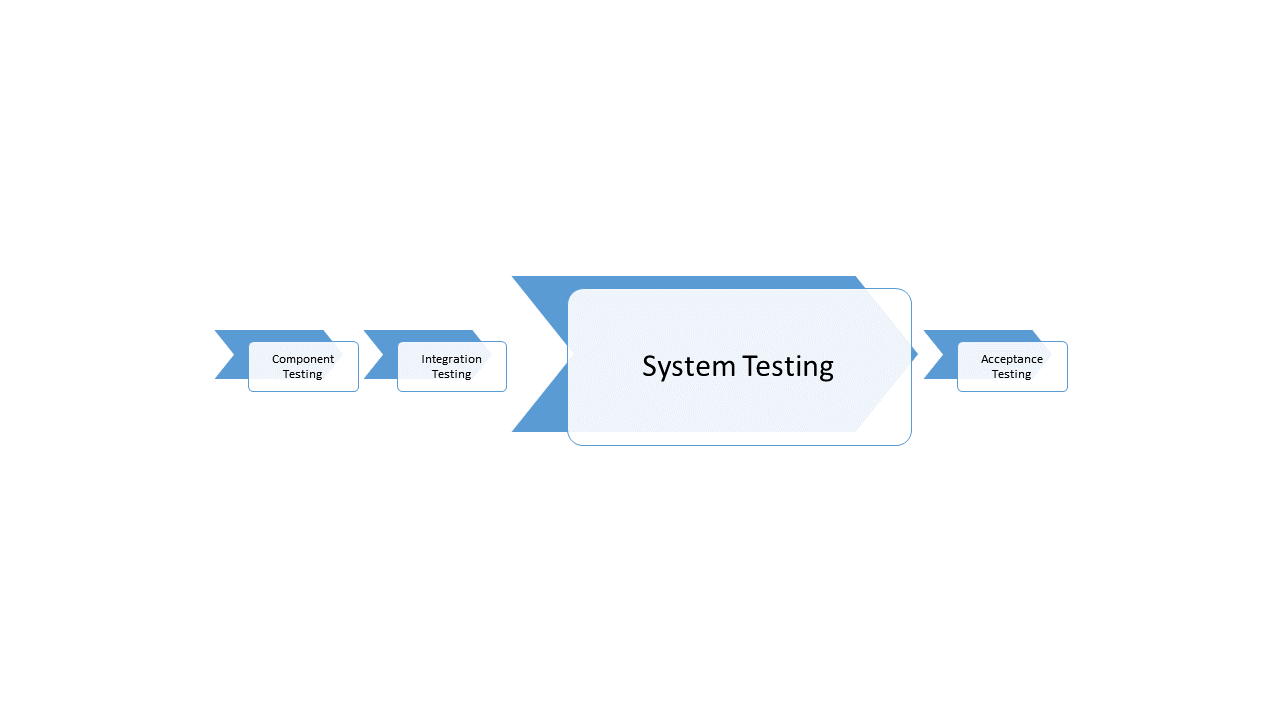 Component
Testing
Integration
Testing
System Testing
Acceptance
Testing